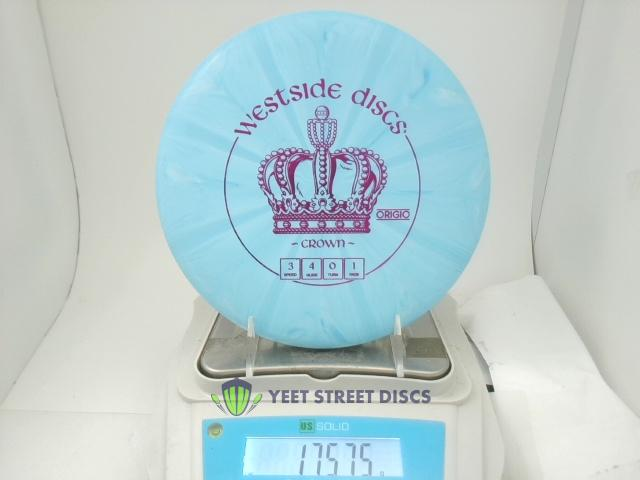 WESTSIDE DISCS
ORIGIO
~ CROWN ~
3 4 0 1
SPEED GLIDE TURN FADE
YEET STREET DISCS
US SOLID
175.75 g